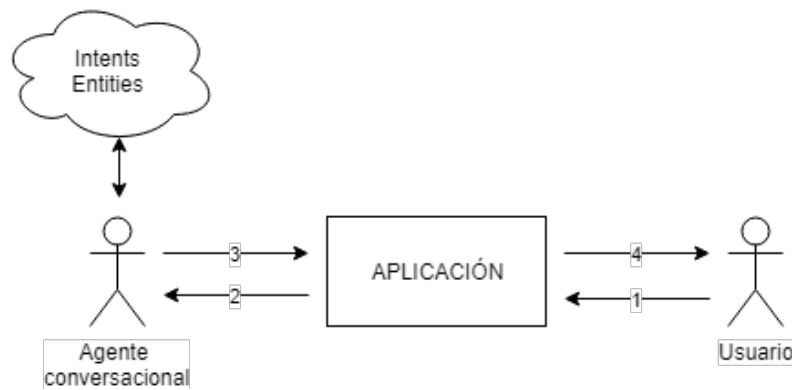 Intents
Entities
3
APLICACIÓN
4
2
1
Agente
conversacional
Usuario